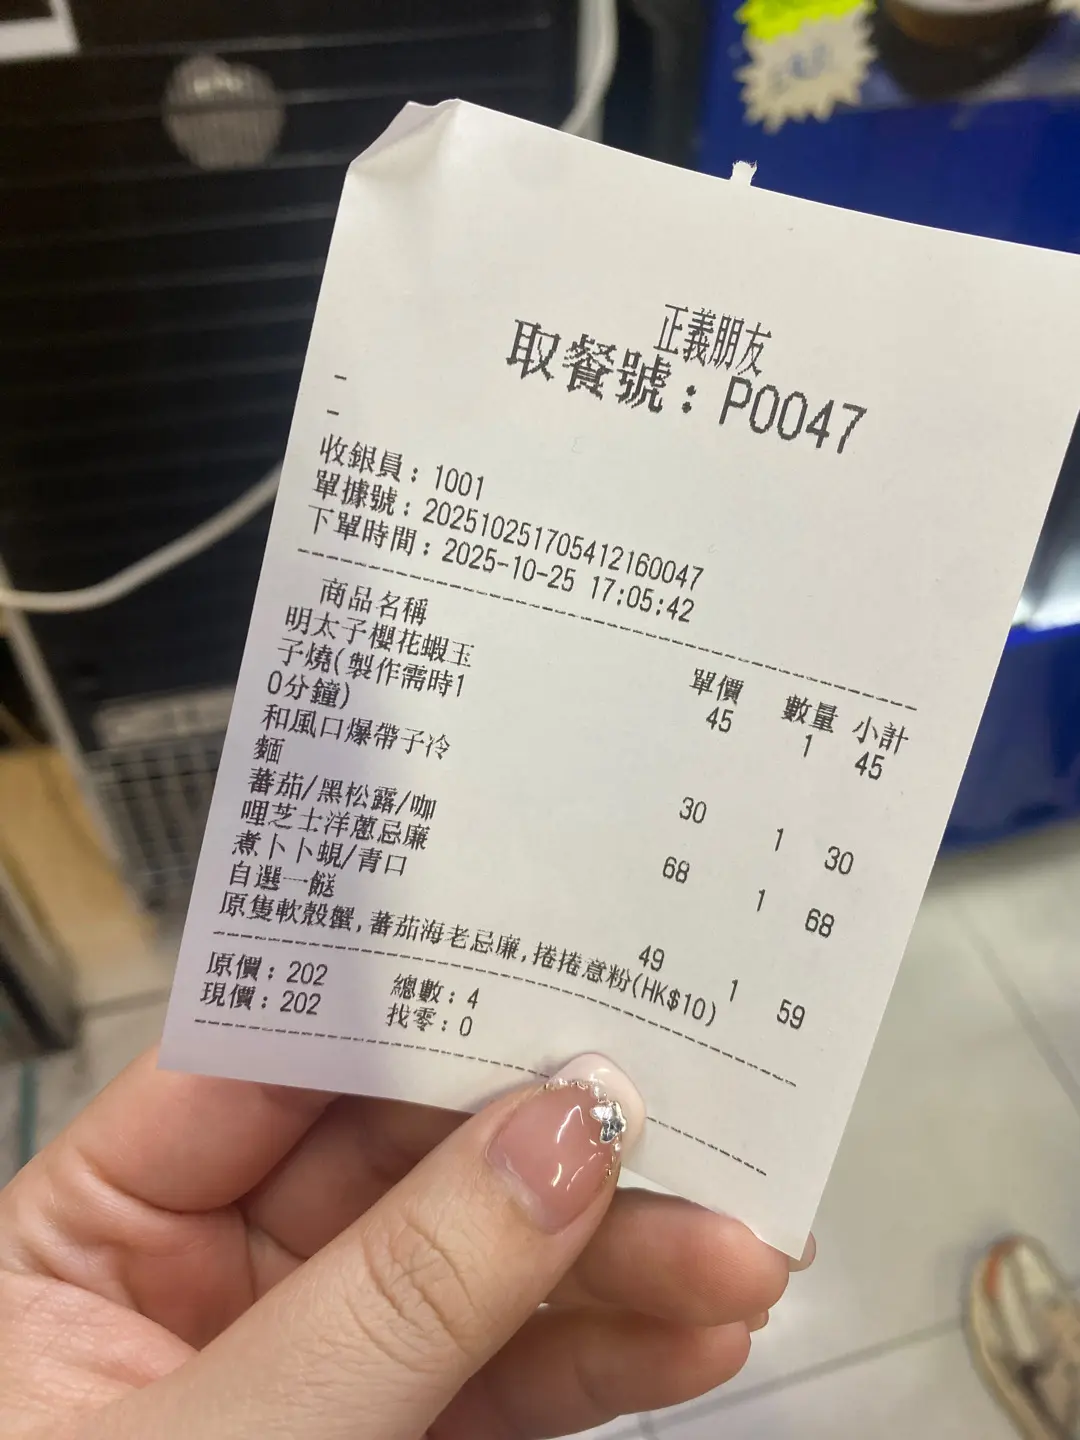 正義朋友
取餐號：P0047
-
-
收銀員：1001
單據號：202510251705412160047
下單時間：2025-10-25 17:05:42
商品名稱 單價 數量 小計
明太子櫻花蝦玉 45 1 45
子燒(製作需時1
0分鐘)
和風口爆帶子冷 30 1 30
麵
蕃茄/黑松露/咖 68 1 68
哩芝士洋蔥忌廉
煮卜卜蜆/青口
自選一餸 49 1 59
原隻軟殼蟹,蕃茄海老忌廉,捲捲意粉(HK$10)
原價：202 總數：4
現價：202 找零：0